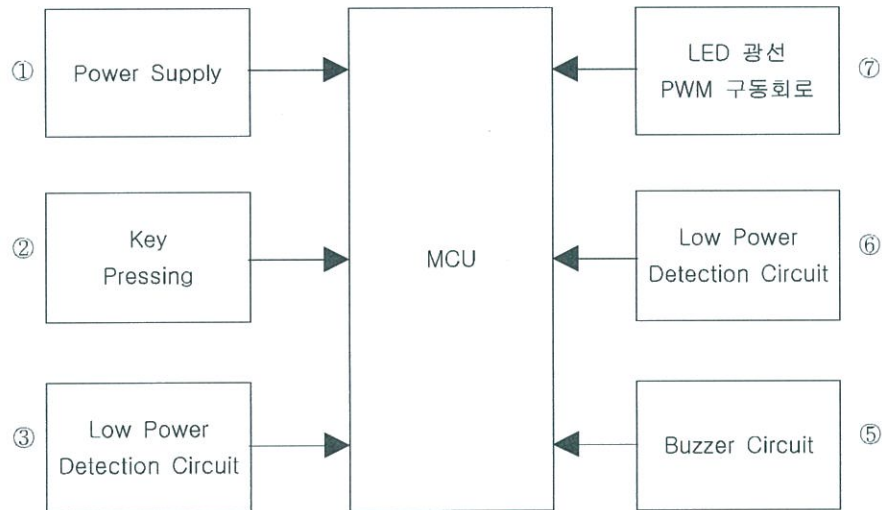 ①
Power Supply
②
Key
Pressing
③
Low Power
Detection Circuit
MCU
LED 광선
PWM 구동회로
⑦
Low Power
Detection Circuit
⑥
Buzzer Circuit
⑤